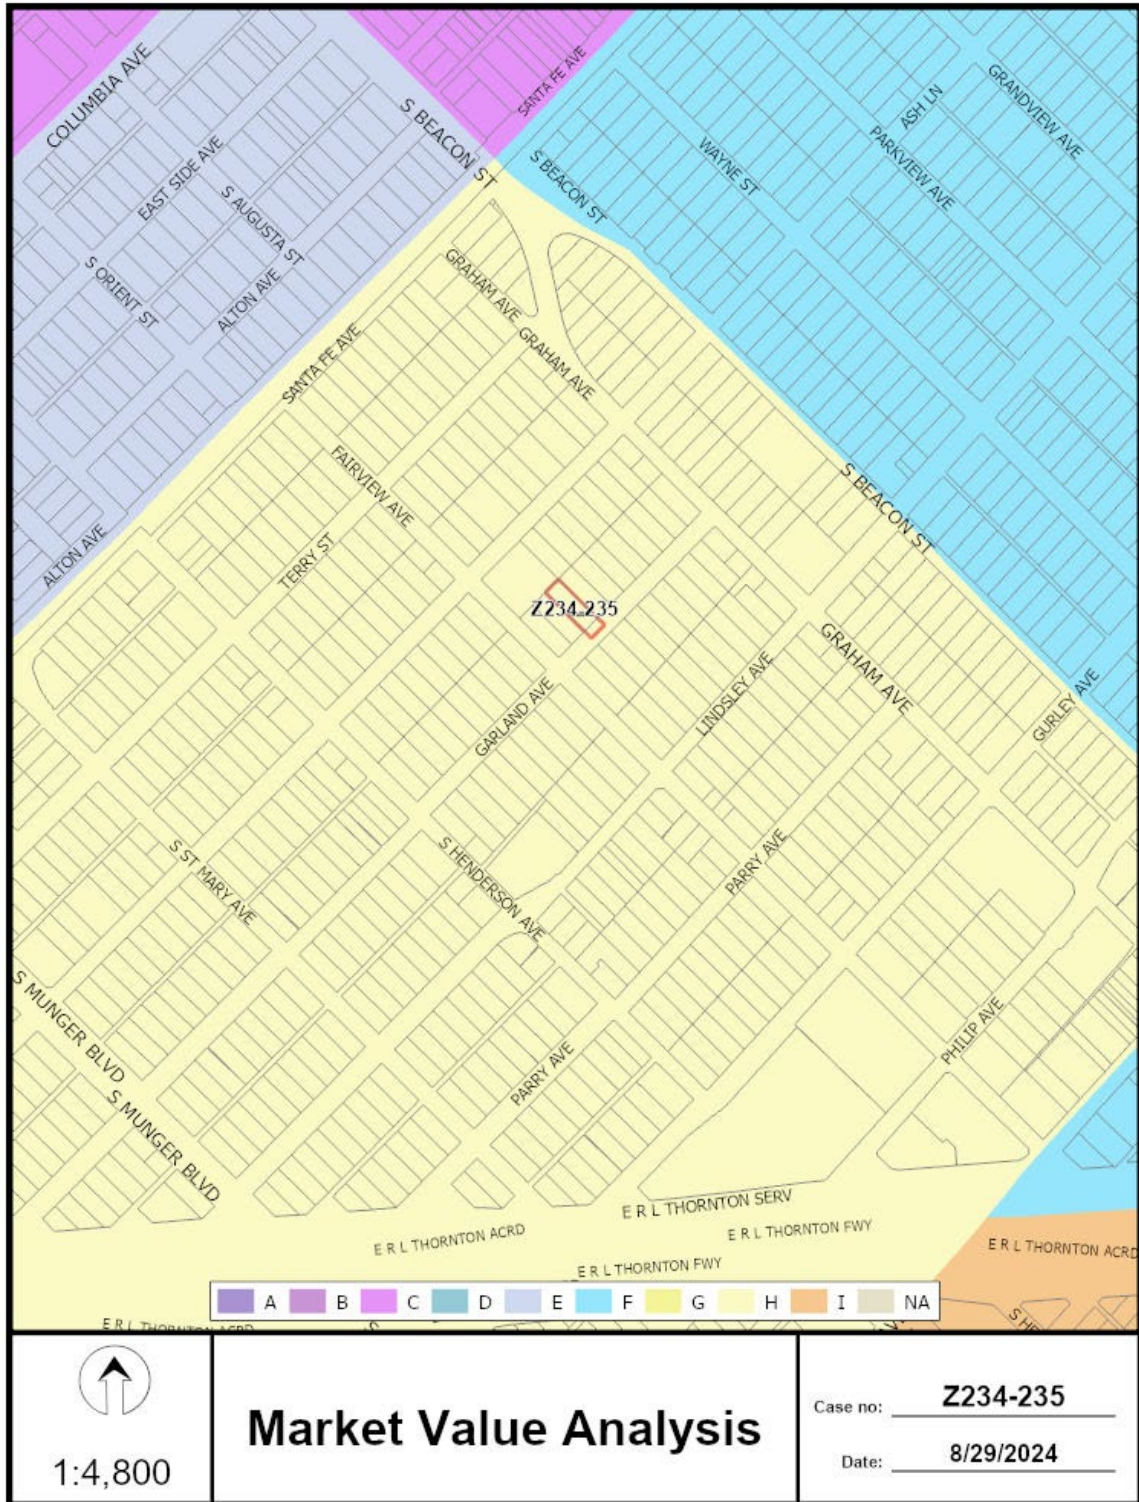 COLUMBIA AVE
SANTA FE AVE
S BEACON ST
EAST SIDE AVE
S AUGUSTA ST
S ORIENT ST
ALTON AVE
S BEACON ST
WAYNE ST
ASH LN
GRANDVIEW AVE
PARKVIEW AVE
GRAHAM AVE
GRAHAM AVE
SANTA FE AVE
FAIRVIEW AVE
TERRY ST
ALTON AVE
S BEACON ST
Z234-235
GRAHAM AVE
LINDSLEY AVE
GARLAND AVE
GURLEY AVE
S HENDERSON AVE
S ST MARY AVE
PARRY AVE
S MUNGER BLVD
S MUNGER BLVD
PARRY AVE
PHILIP AVE
E R L THORNTON SERV
E R L THORNTON ACRD
E R L THORNTON FWY
E R L THORNTON ACRD
E R L THORNTON FWY
A B C D E F G H I NA
E R L THORNTON ACRD
1:4,800
Market Value Analysis
Case no: Z234-235
Date: 8/29/2024